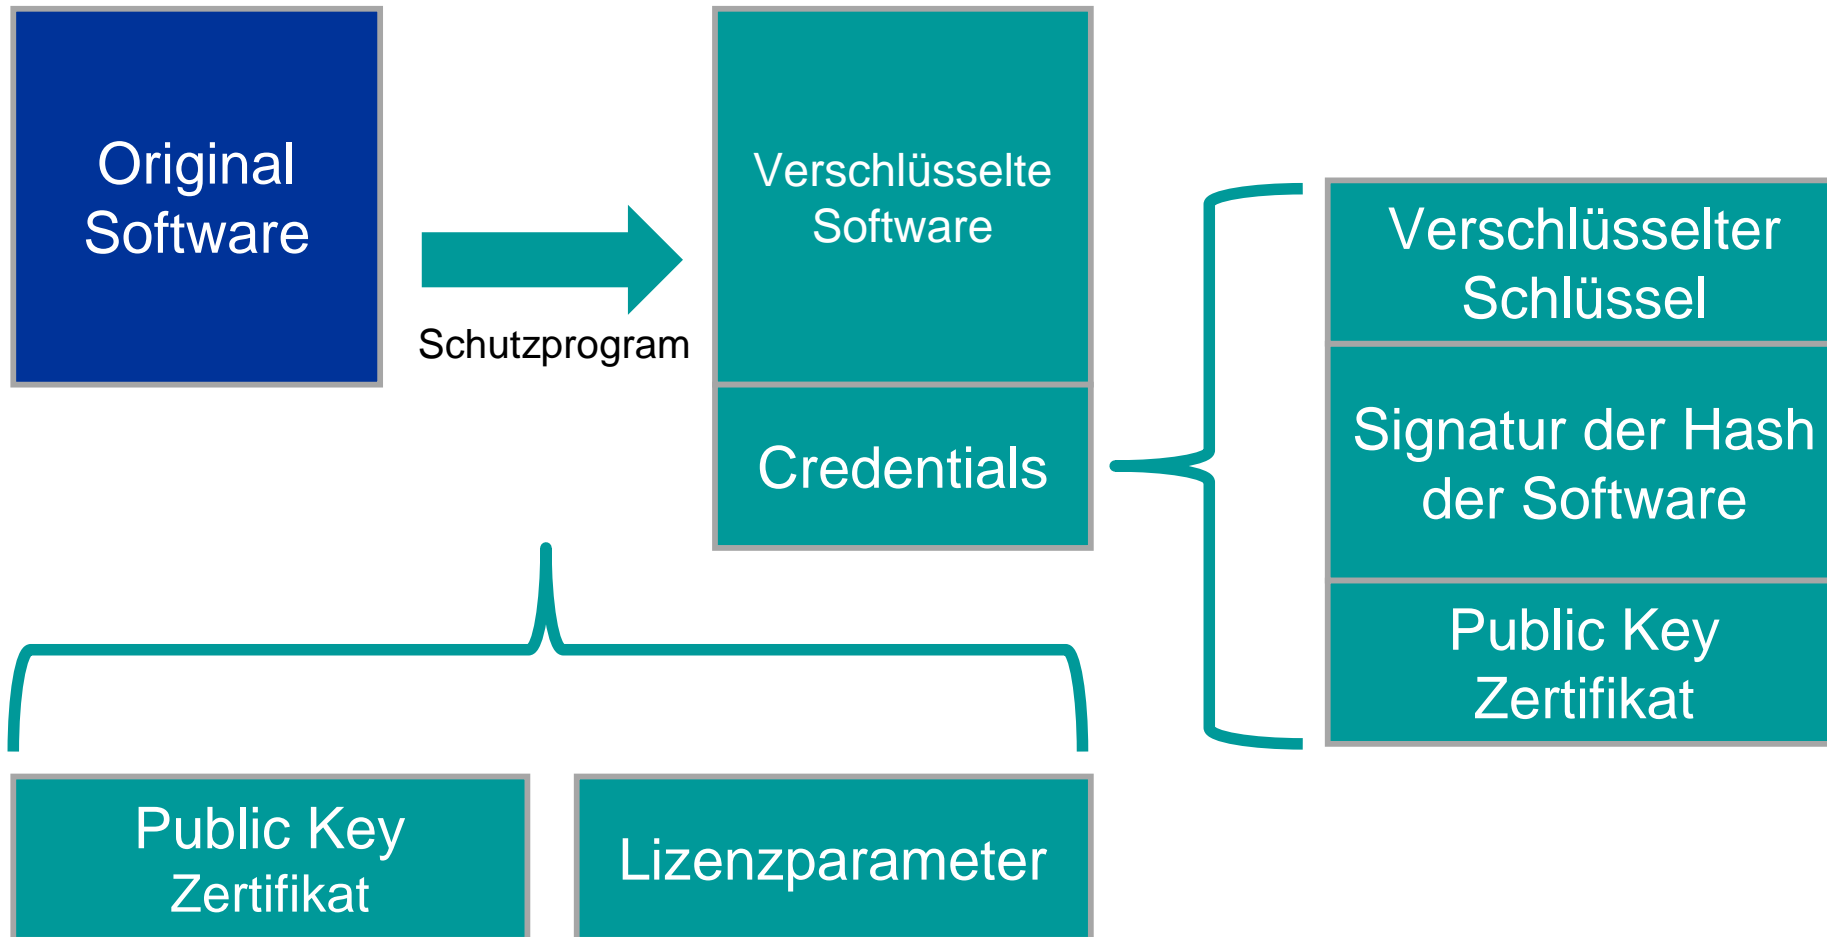 Original
Software
Schutzprogram
Verschlüsselte
Software
Credentials
Verschlüsselter
Schlüssel
Signatur der Hash
der Software
Public Key
Zertifikat
Public Key
Zertifikat
Lizenzparameter